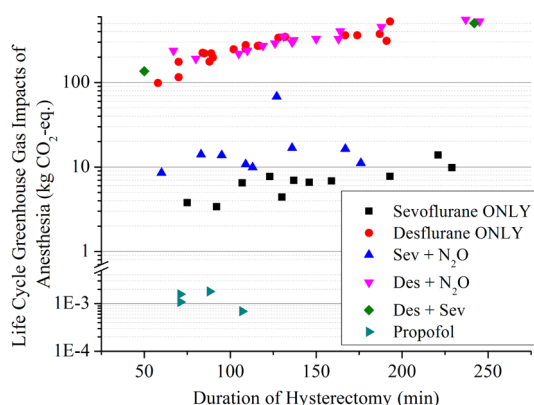 Life Cycle Greenhouse Gas Impacts of
Anesthesia (kg CO₂-eq.)
100
10
1
1E-3
1E-4
Sevoflurane ONLY
Desflurane ONLY
Sev + N₂O
Des + N₂O
Des + Sev
Propofol
50
100
150
200
250
Duration of Hysterectomy (min)